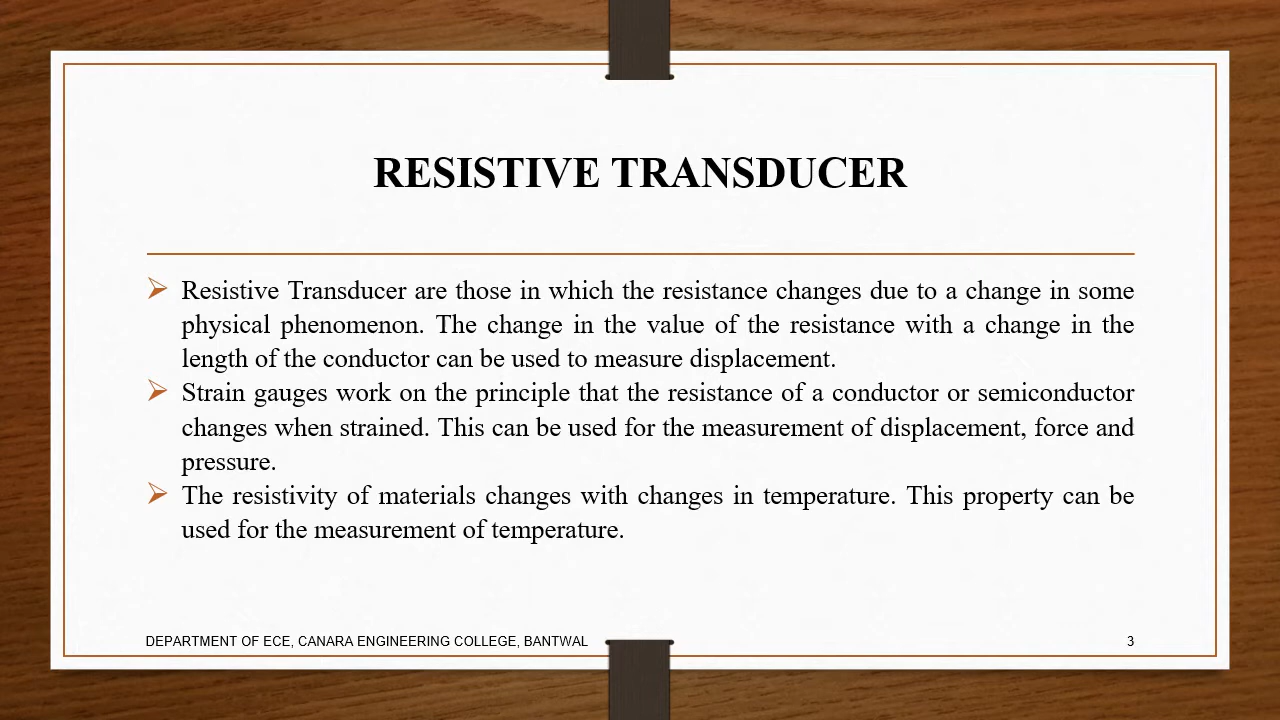 RESISTIVE TRANSDUCER
Resistive Transducer are those in which the resistance changes due to a change in some
physical phenomenon. The change in the value of the resistance with a change in the
length of the conductor can be used to measure displacement.
Strain gauges work on the principle that the resistance of a conductor or semiconductor
changes when strained. This can be used for the measurement of displacement, force and
pressure.
The resistivity of materials changes with changes in temperature. This property can be
used for the measurement of temperature.
DEPARTMENT OF ECE, CANARA ENGINEERING COLLEGE, BANTWAL 3